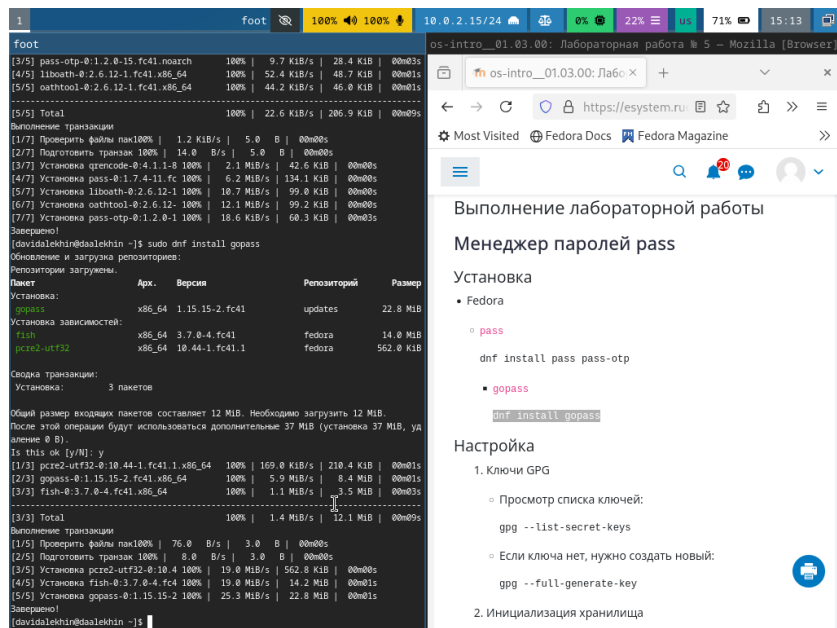 1 foot 100% 100% 10.0.2.15/24 0% 22% us 71% 15:13
foot
[3/5] pass-otp-0:1.2.0-15.fc41.noarch 100% | 9.7 KiB/s | 28.4 KiB | 00m03s
[4/5] liboath-0:2.6.12-1.fc41.x86_64 100% | 52.4 KiB/s | 48.7 KiB | 00m01s
[5/5] oathtool-0:2.6.12-1.fc41.x86_64 100% | 44.2 KiB/s | 46.0 KiB | 00m01s
--------------------------------------------------------------------------------
[5/5] Total 100% | 22.6 KiB/s | 206.9 KiB | 00m09s
Выполнение транзакции
[1/7] Проверить файлы пак100% | 1.2 KiB/s | 5.0 B | 00m00s
[2/7] Подготовить транзак 100% | 14.0 B/s | 5.0 B | 00m00s
[3/7] Установка qrencode-0:4.1.1-8 100% | 2.1 MiB/s | 42.6 KiB | 00m00s
[4/7] Установка pass-0:1.7.4-11.fc 100% | 6.2 MiB/s | 134.1 KiB | 00m00s
[5/7] Установка liboath-0:2.6.12-1 100% | 10.7 MiB/s | 99.0 KiB | 00m00s
[6/7] Установка oathtool-0:2.6.12- 100% | 12.1 MiB/s | 99.2 KiB | 00m00s
[7/7] Установка pass-otp-0:1.2.0-1 100% | 18.6 KiB/s | 60.3 KiB | 00m03s
Завершено!
[davidalekhin@daalekhin ~]$ sudo dnf install gopass
Обновление и загрузка репозиториев:
Репозитории загружены.
Пакет Арх. Версия Репозиторий Размер
Установка:
gopass x86_64 1.15.15-2.fc41 updates 22.8 MiB
Установка зависимостей:
fish x86_64 3.7.0-4.fc41 fedora 14.0 MiB
pcre2-utf32 x86_64 10.44-1.fc41.1 fedora 562.0 KiB
Сводка транзакции:
Установка: 3 пакетов
Общий размер входящих пакетов составляет 12 MiB. Необходимо загрузить 12 MiB.
После этой операции будут использоваться дополнительные 37 MiB (установка 37 MiB, уд
аление 0 B).
Is this ok [y/N]: y
[1/3] pcre2-utf32-0:10.44-1.fc41.1.x86_64 100% | 169.0 KiB/s | 210.4 KiB | 00m01s
[2/3] gopass-0:1.15.15-2.fc41.x86_64 100% | 5.9 MiB/s | 8.4 MiB | 00m01s
[3/3] fish-0:3.7.0-4.fc41.x86_64 100% | 1.1 MiB/s | 3.5 MiB | 00m03s
--------------------------------------------------------------------------------
[3/3] Total 100% | 1.4 MiB/s | 12.1 MiB | 00m09s
Выполнение транзакции
[1/5] Проверить файлы пак100% | 76.0 B/s | 3.0 B | 00m00s
[2/5] Подготовить транзак 100% | 8.0 B/s | 3.0 B | 00m00s
[3/5] Установка pcre2-utf32-0:10.4 100% | 19.0 MiB/s | 562.8 KiB | 00m00s
[4/5] Установка fish-0:3.7.0-4.fc4 100% | 19.0 MiB/s | 14.2 MiB | 00m01s
[5/5] Установка gopass-0:1.15.15-2 100% | 25.3 MiB/s | 22.8 MiB | 00m01s
Завершено!
[davidalekhin@daalekhin ~]$
os-intro__01.03.00: Лабораторная работа № 5 — Mozilla [Browser]
os-intro__01.03.00: Лабо
https://esystem.ru
Most Visited Fedora Docs Fedora Magazine
20
Выполнение лабораторной работы
Менеджер паролей pass
Установка
• Fedora
◦ pass
dnf install pass pass-otp
▪ gopass
dnf install gopass
Настройка
1. Ключи GPG
◦ Просмотр списка ключей:
gpg --list-secret-keys
◦ Если ключа нет, нужно создать новый:
gpg --full-generate-key
2. Инициализация хранилища